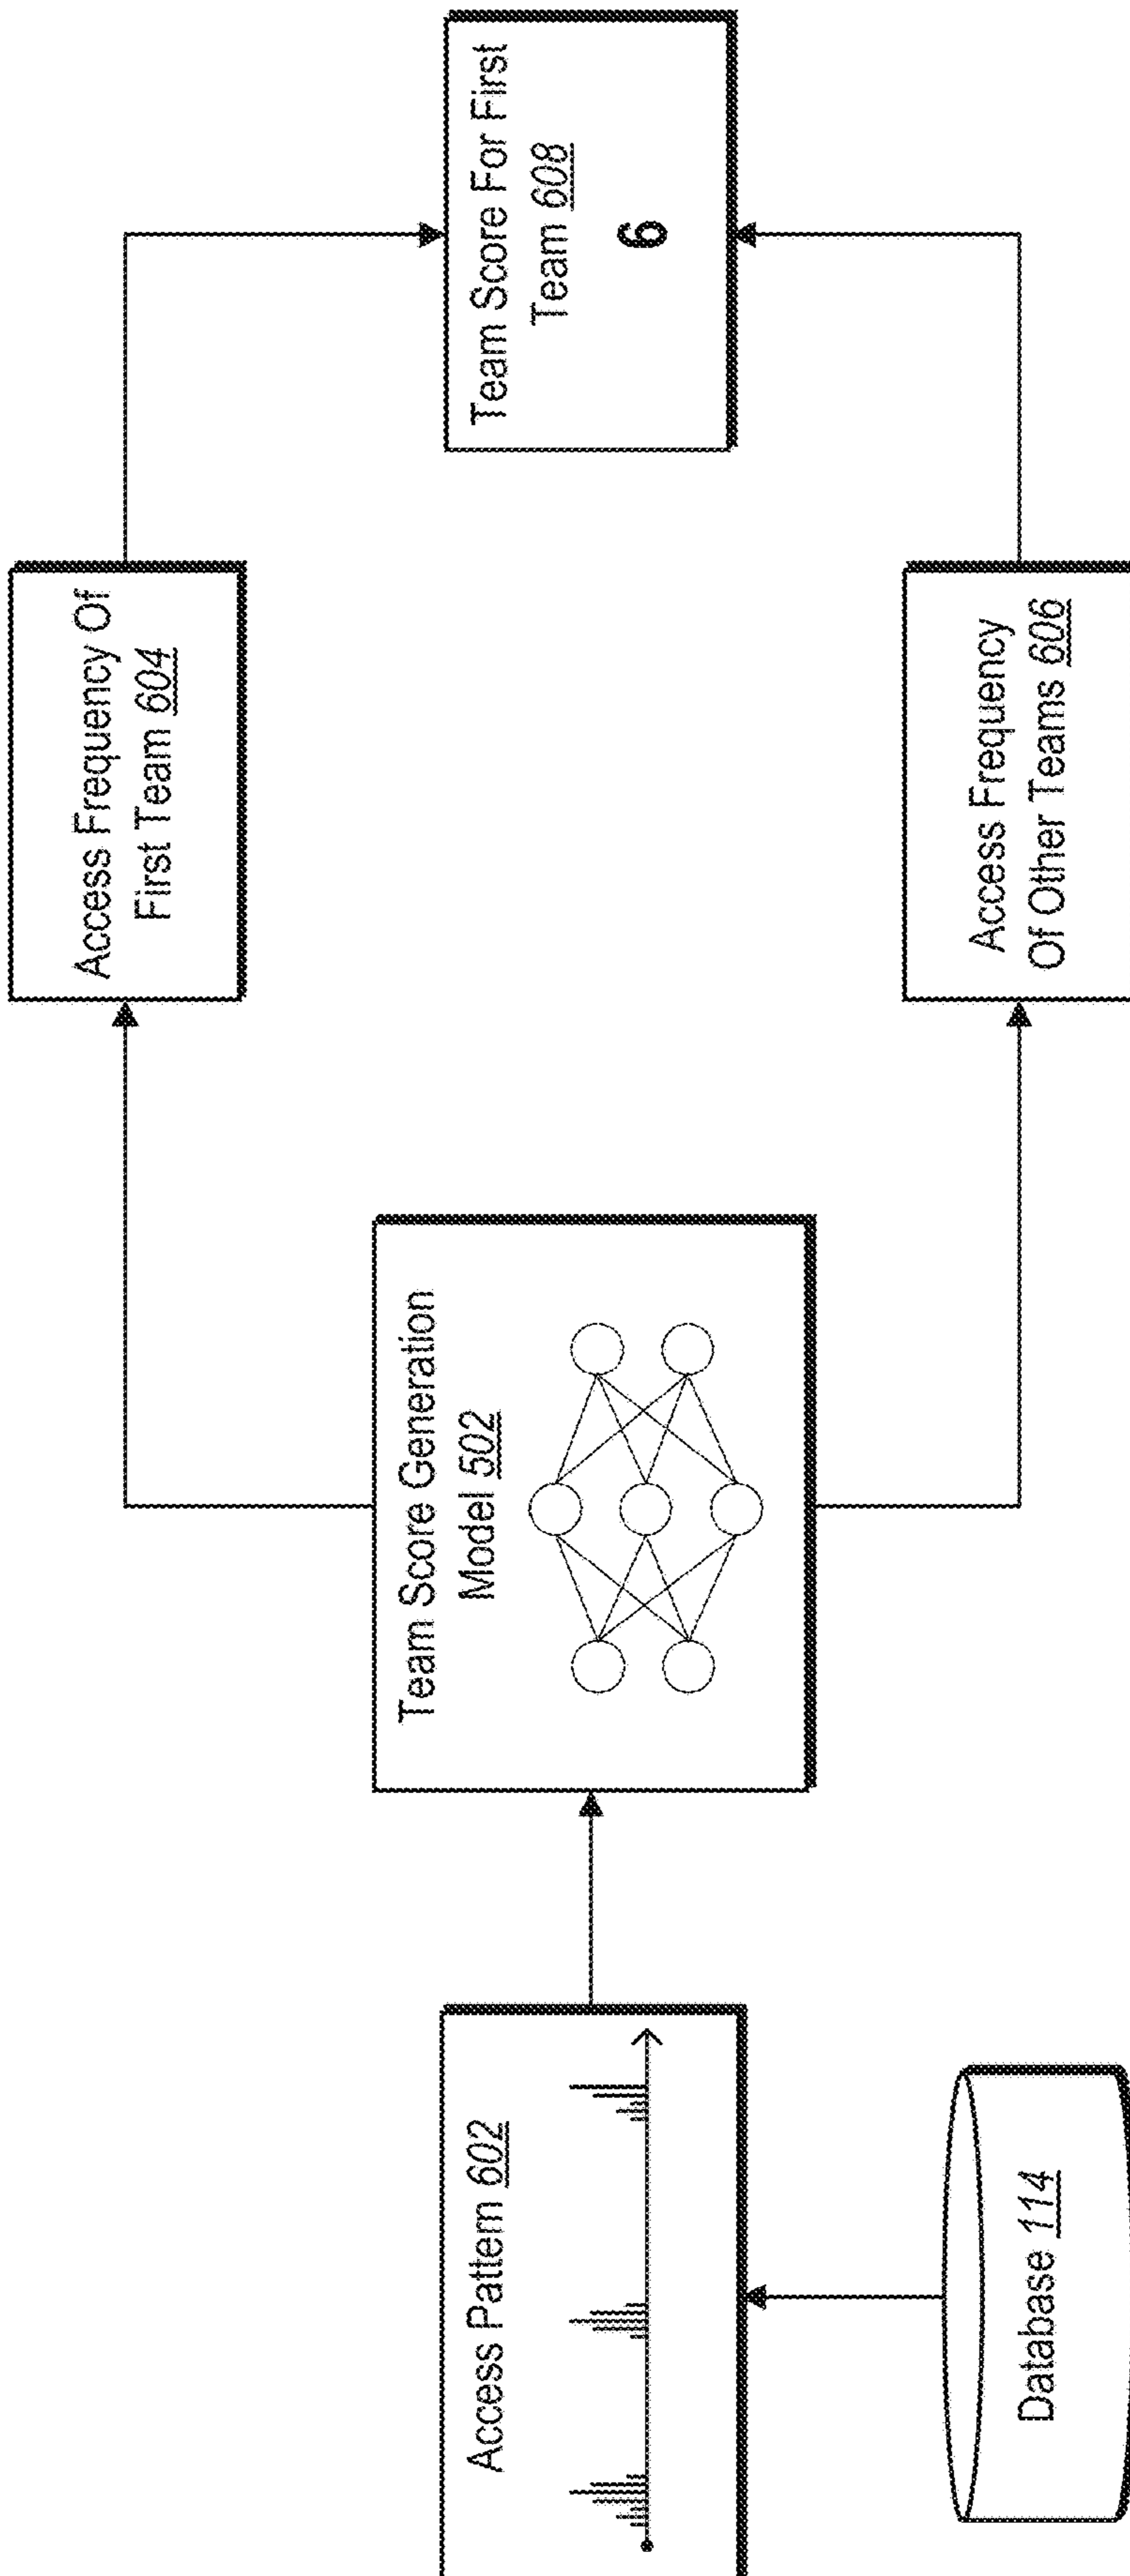 Access Pattern 602
Database 114
Team Score Generation
Model 502
Access Frequency Of
First Team 604
Access Frequency
Of Other Teams 606
Team Score For First
Team 608
6